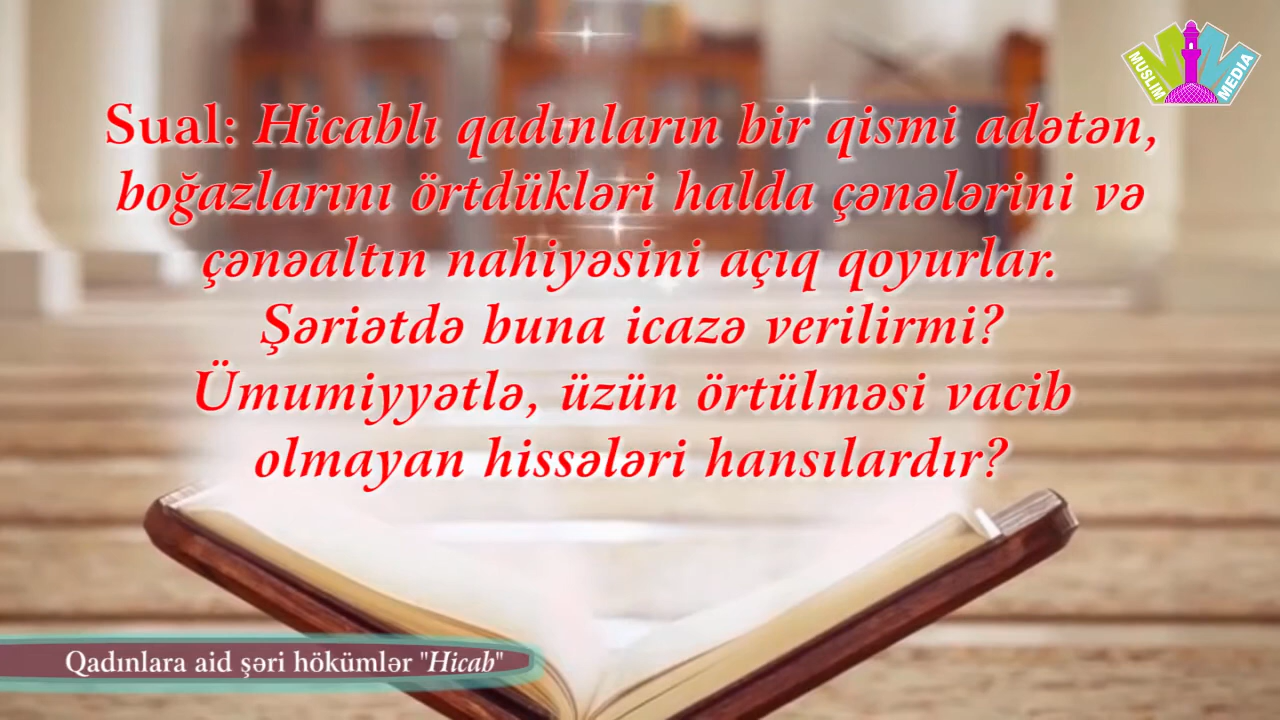 MUSLIM MEDIA
Sual: Hicablı qadınların bir qismi adətən,
boğazlarını örtdükləri halda çənələrini və
çənəaltın nahiyəsini açıq qoyurlar.
Şəriətdə buna icazə verilirmi?
Ümumiyyətlə, üzün örtülməsi vacib
olmayan hissələri hansılardır?
Qadınlara aid şəri hökümlər "Hicab"